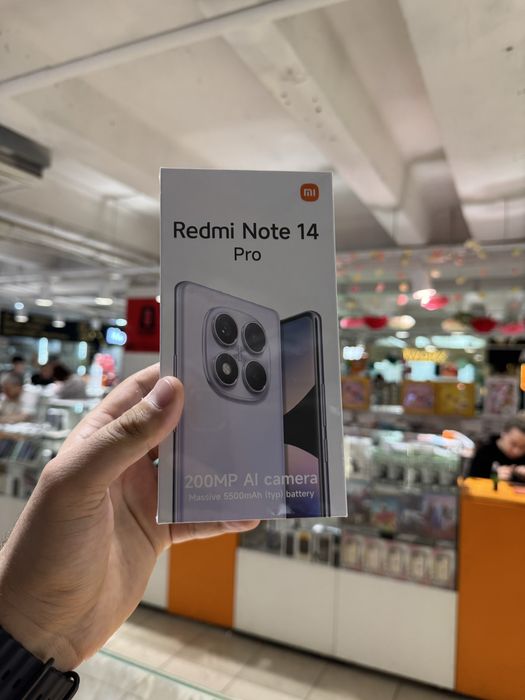 mi
Redmi Note 14
Pro
200MP AI camera
Massive 5500mAh (typ) battery